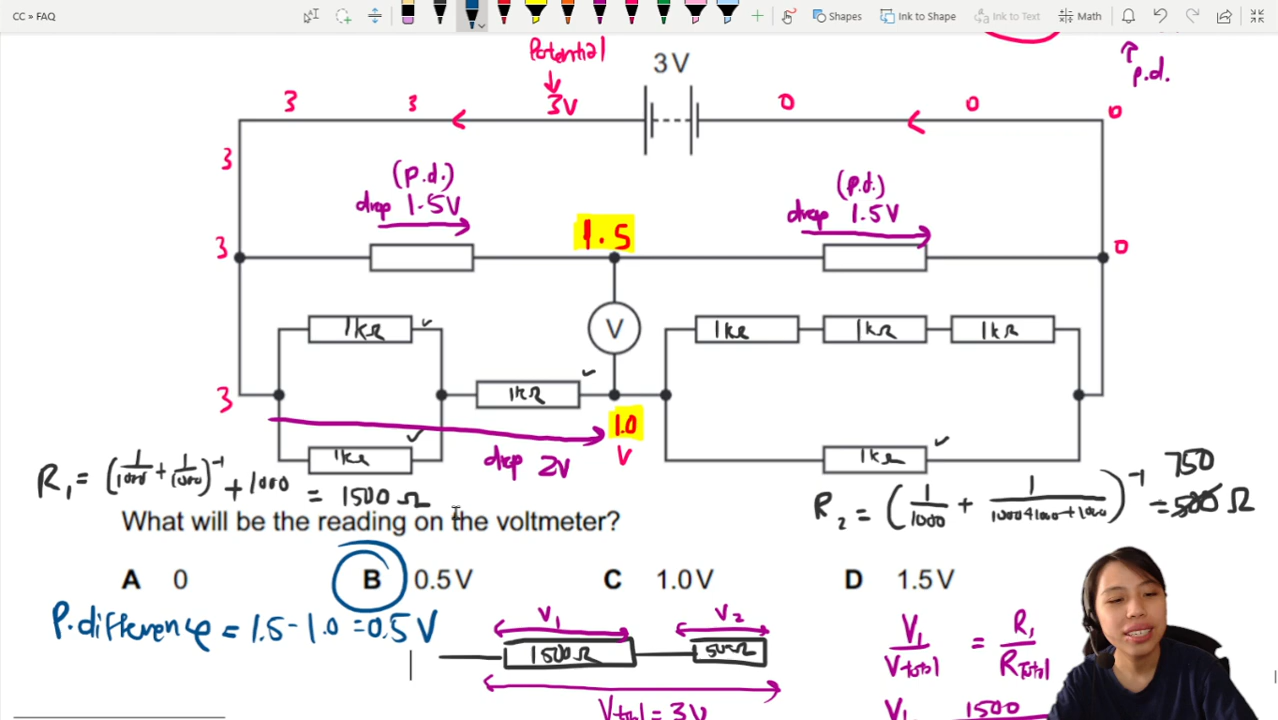 CC » FAQ
Shapes
Ink to Shape
Ink to Text
Math
Potential
3 V
p.d.
3
3
3V
0
0
0
3
(p.d.)
drop 1.5V
(p.d.)
drop 1.5V
3
1.5
0
1kΩ
V
1kΩ
1kΩ
1kΩ
3
1kΩ
1.0
V
1kΩ
drop 2V
1kΩ
R1 = (1/1000 + 1/1000)⁻¹ + 1000 = 1500 Ω
R2 = (1/1000 + 1/1000+1000+1000)⁻¹ = 500 Ω
750
What will be the reading on the voltmeter?
A 0 B 0.5 V C 1.0 V D 1.5 V
P.difference = 1.5 - 1.0 = 0.5 V
V1 V2
1500Ω 500Ω
Vtotal = 3V
V1/Vtotal = R1/RTotal
V1 1500